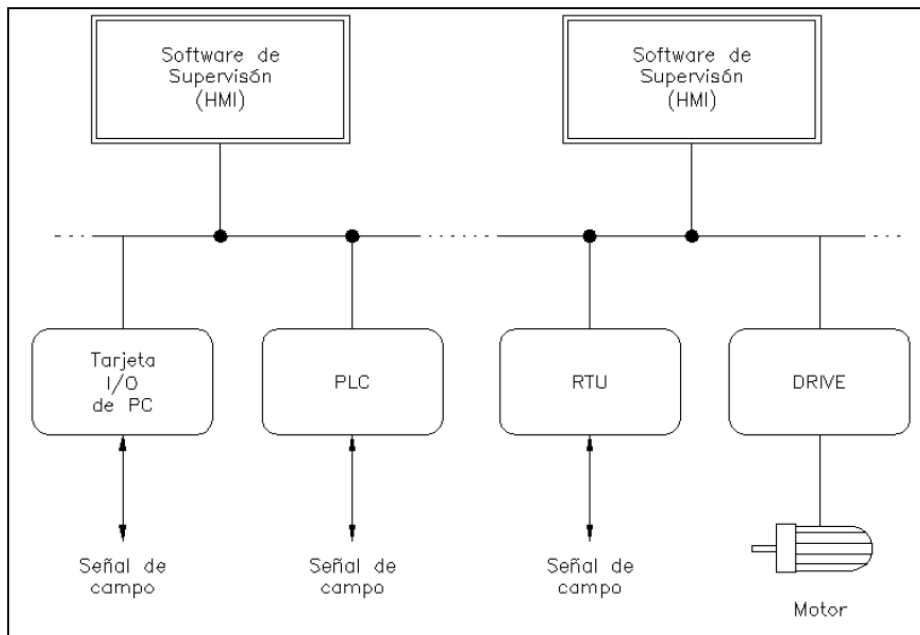 Software de
Supervisón
(HMI)
Software de
Supervisón
(HMI)
Tarjeta
I/O
de PC
PLC
RTU
DRIVE
Señal de
campo
Señal de
campo
Señal de
campo
Motor